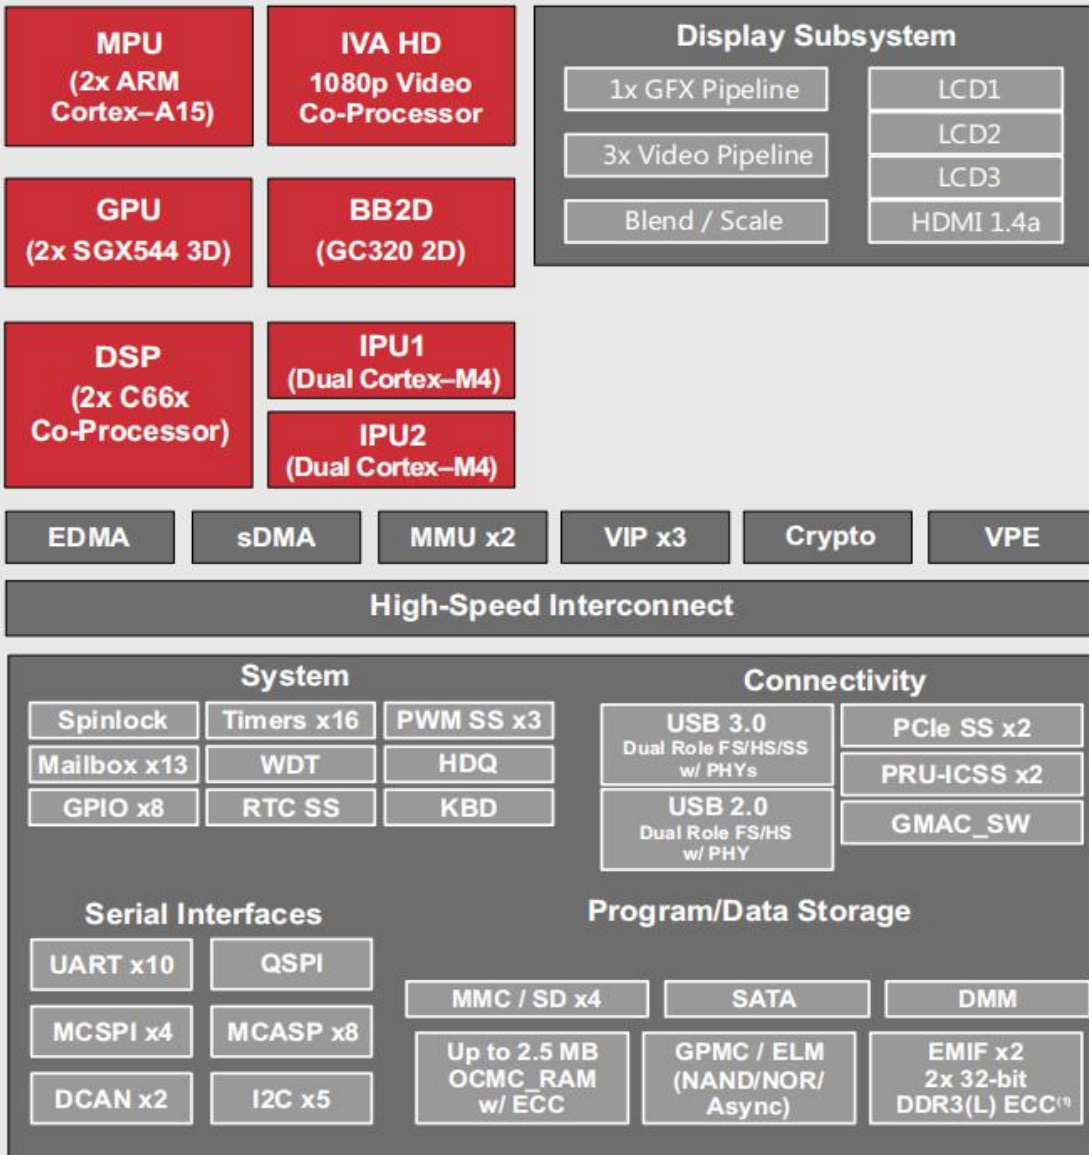 MPU
(2x ARM
Cortex–A15)
IVA HD
1080p Video
Co-Processor
GPU
(2x SGX544 3D)
BB2D
(GC320 2D)
DSP
(2x C66x
Co-Processor)
IPU1
(Dual Cortex–M4)
IPU2
(Dual Cortex–M4)
Display Subsystem
1x GFX Pipeline
3x Video Pipeline
Blend / Scale
LCD1
LCD2
LCD3
HDMI 1.4a
EDMA
sDMA
MMU x2
VIP x3
Crypto
VPE
High-Speed Interconnect
System
Spinlock
Timers x16
PWM SS x3
Mailbox x13
WDT
HDQ
GPIO x8
RTC SS
KBD
Connectivity
USB 3.0
Dual Role FS/HS/SS
w/ PHYs
USB 2.0
Dual Role FS/HS
w/ PHY
PCIe SS x2
PRU-ICSS x2
GMAC_SW
Serial Interfaces
UART x10
QSPI
MCSPI x4
MCASP x8
DCAN x2
I2C x5
Program/Data Storage
MMC / SD x4
SATA
DMM
Up to 2.5 MB
OCMC_RAM
w/ ECC
GPMC / ELM
(NAND/NOR/
Async)
EMIF x2
2x 32-bit
DDR3(L) ECC(1)